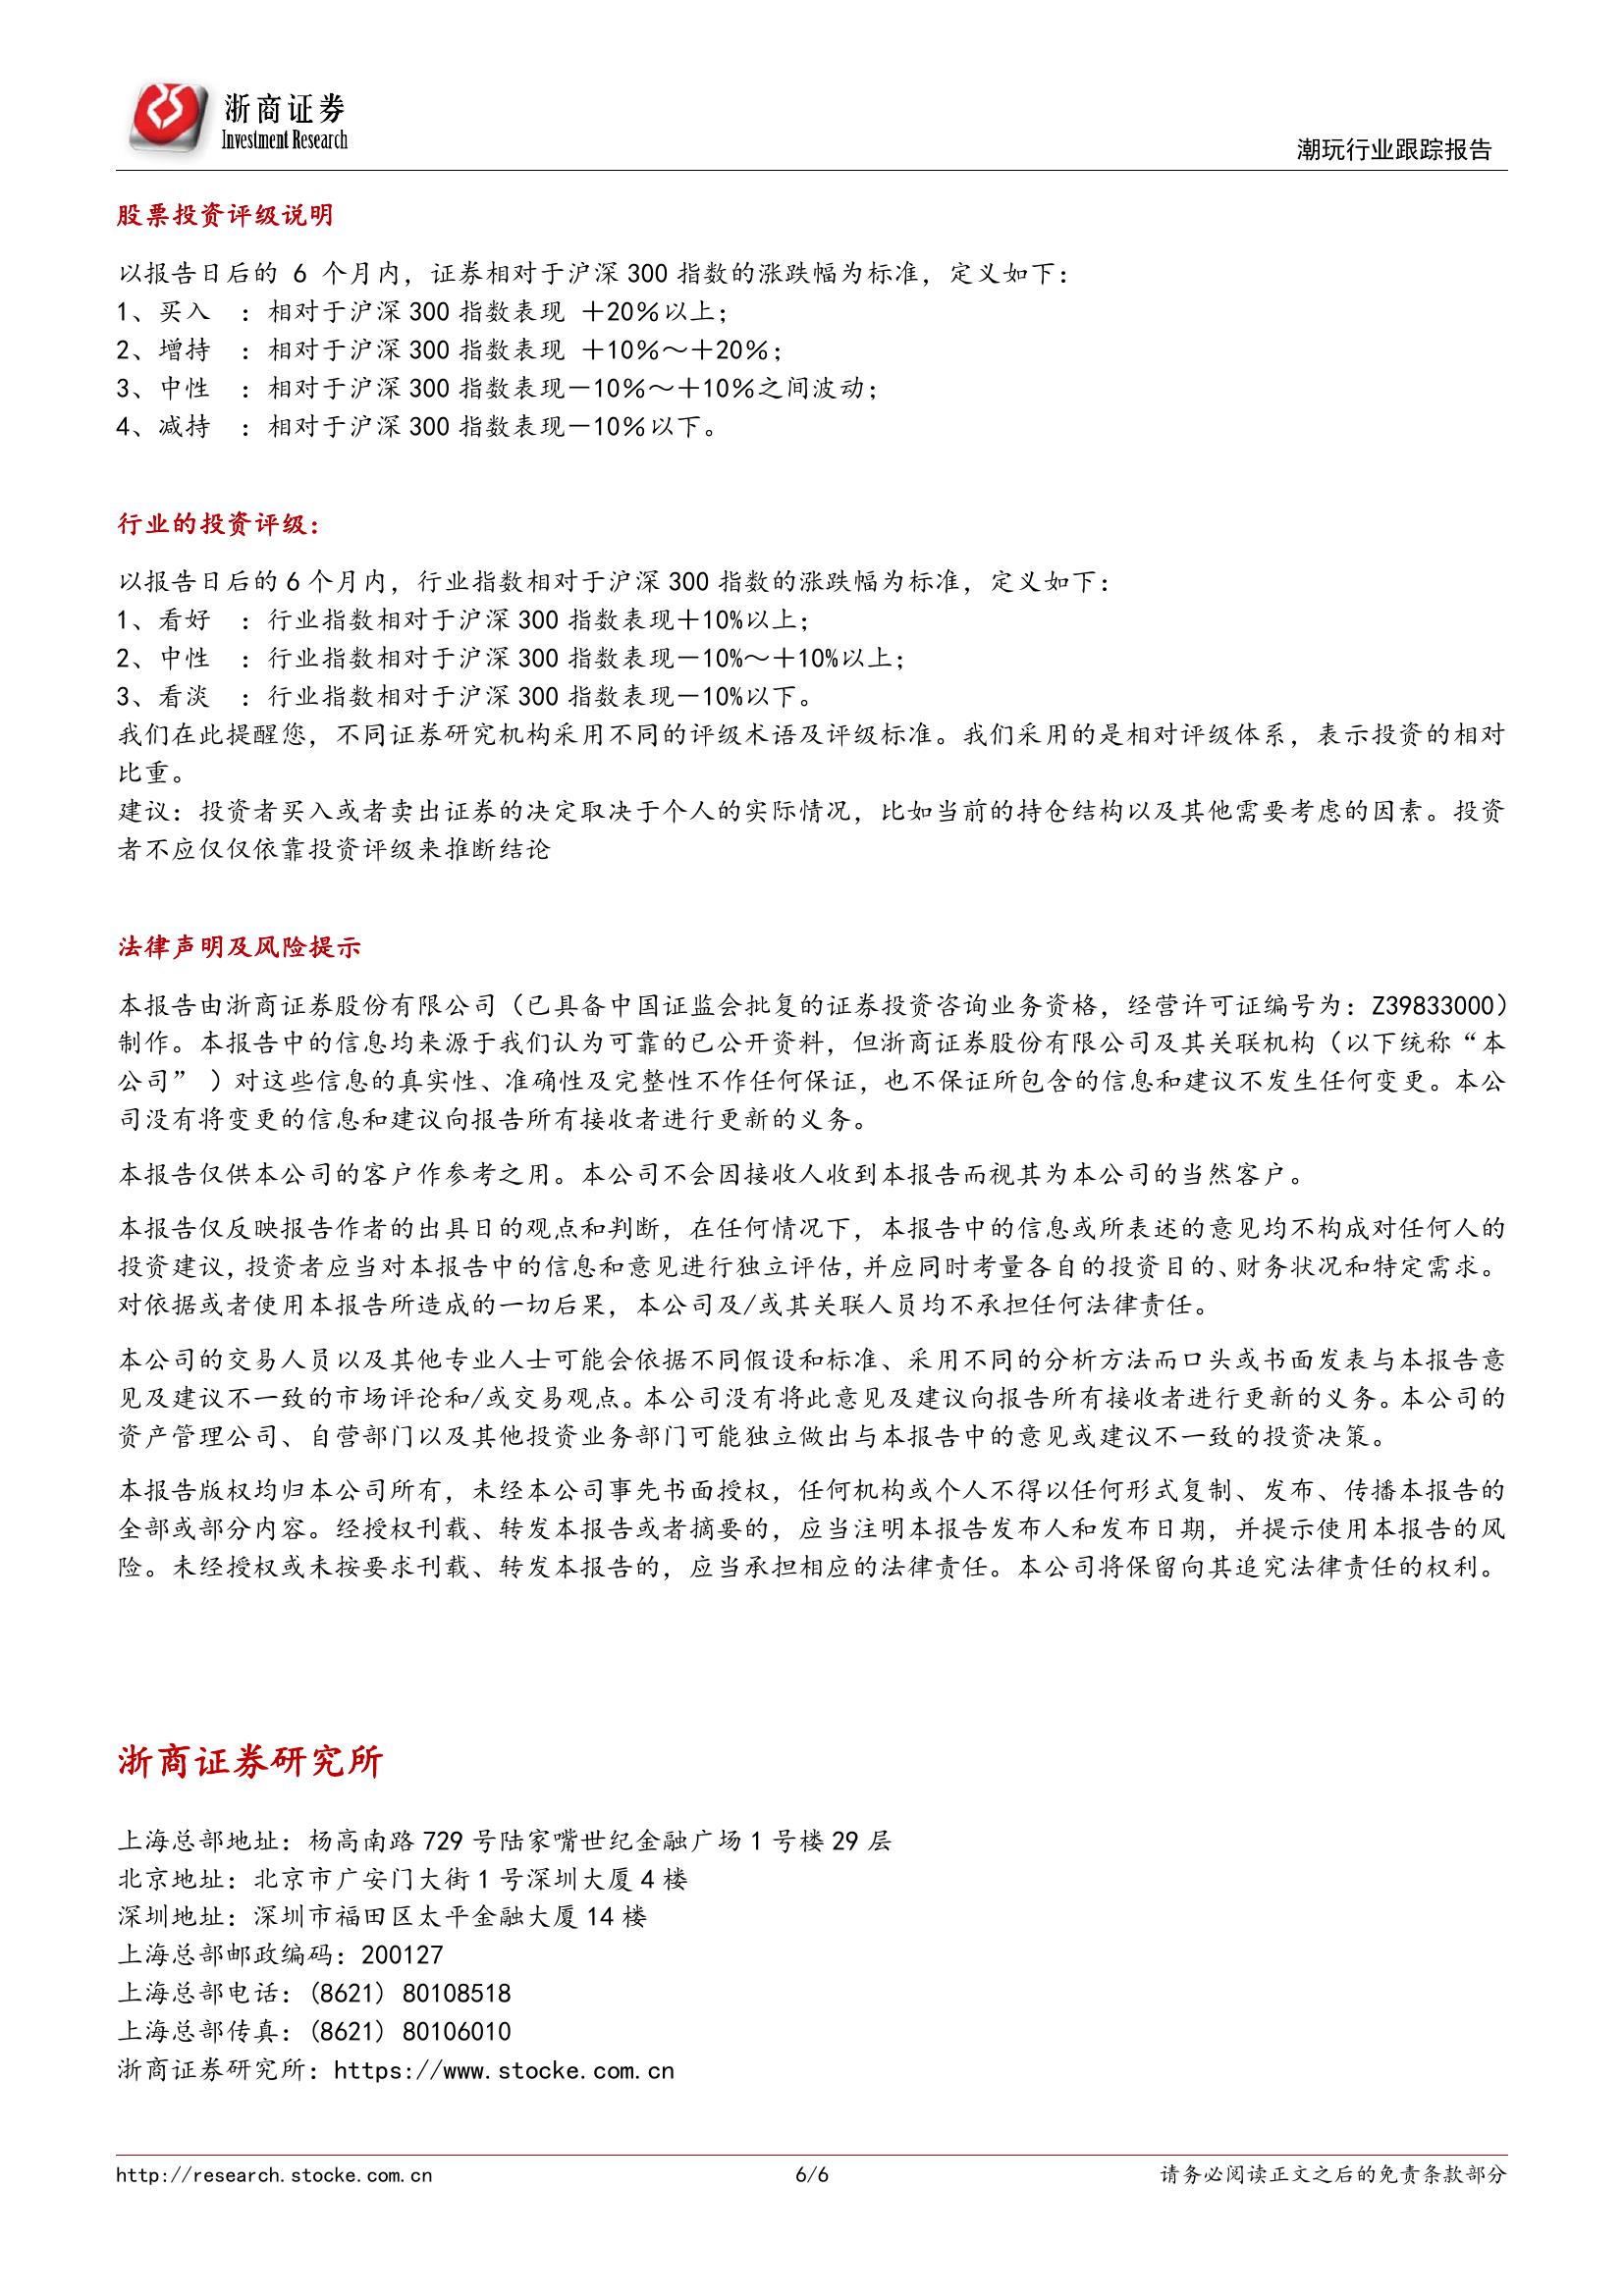 浙商证券
Investment Research
潮玩行业跟踪报告
股票投资评级说明
以报告日后的 6 个月内，证券相对于沪深 300 指数的涨跌幅为标准，定义如下：
1、买入 ：相对于沪深 300 指数表现 ＋20％以上；
2、增持 ：相对于沪深 300 指数表现 ＋10％～＋20％；
3、中性 ：相对于沪深 300 指数表现－10％～＋10％之间波动；
4、减持 ：相对于沪深 300 指数表现－10％以下。
行业的投资评级：
以报告日后的 6 个月内，行业指数相对于沪深 300 指数的涨跌幅为标准，定义如下：
1、看好 ：行业指数相对于沪深 300 指数表现＋10%以上；
2、中性 ：行业指数相对于沪深 300 指数表现－10%～＋10%以上；
3、看淡 ：行业指数相对于沪深 300 指数表现－10%以下。
我们在此提醒您，不同证券研究机构采用不同的评级术语及评级标准。我们采用的是相对评级体系，表示投资的相对
比重。
建议：投资者买入或者卖出证券的决定取决于个人的实际情况，比如当前的持仓结构以及其他需要考虑的因素。投资
者不应仅仅依靠投资评级来推断结论
法律声明及风险提示
本报告由浙商证券股份有限公司（已具备中国证监会批复的证券投资咨询业务资格，经营许可证编号为：Z39833000）
制作。本报告中的信息均来源于我们认为可靠的已公开资料，但浙商证券股份有限公司及其关联机构（以下统称“本
公司” ）对这些信息的真实性、准确性及完整性不作任何保证，也不保证所包含的信息和建议不发生任何变更。本公
司没有将变更的信息和建议向报告所有接收者进行更新的义务。
本报告仅供本公司的客户作参考之用。本公司不会因接收人收到本报告而视其为本公司的当然客户。
本报告仅反映报告作者的出具日的观点和判断，在任何情况下，本报告中的信息或所表述的意见均不构成对任何人的
投资建议，投资者应当对本报告中的信息和意见进行独立评估，并应同时考量各自的投资目的、财务状况和特定需求。
对依据或者使用本报告所造成的一切后果，本公司及/或其关联人员均不承担任何法律责任。
本公司的交易人员以及其他专业人士可能会依据不同假设和标准、采用不同的分析方法而口头或书面发表与本报告意
见及建议不一致的市场评论和/或交易观点。本公司没有将此意见及建议向报告所有接收者进行更新的义务。本公司的
资产管理公司、自营部门以及其他投资业务部门可能独立做出与本报告中的意见或建议不一致的投资决策。
本报告版权均归本公司所有，未经本公司事先书面授权，任何机构或个人不得以任何形式复制、发布、传播本报告的
全部或部分内容。经授权刊载、转发本报告或者摘要的，应当注明本报告发布人和发布日期，并提示使用本报告的风
险。未经授权或未按要求刊载、转发本报告的，应当承担相应的法律责任。本公司将保留向其追究法律责任的权利。
浙商证券研究所
上海总部地址：杨高南路 729 号陆家嘴世纪金融广场 1 号楼 29 层
北京地址：北京市广安门大街 1 号深圳大厦 4 楼
深圳地址：深圳市福田区太平金融大厦 14 楼
上海总部邮政编码：200127
上海总部电话：(8621) 80108518
上海总部传真：(8621) 80106010
浙商证券研究所：https://www.stocke.com.cn
http://research.stocke.com.cn
6/6
请务必阅读正文之后的免责条款部分